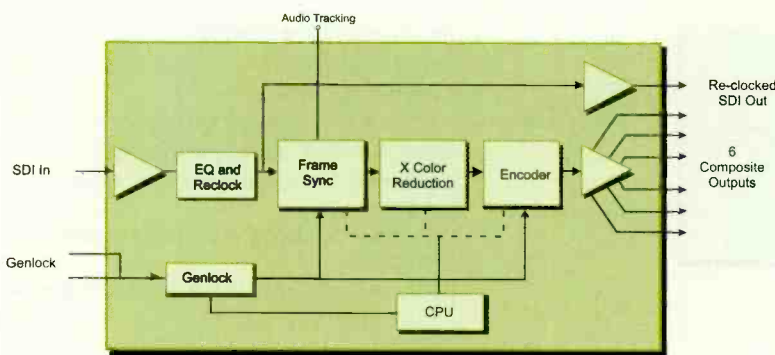 Audio Tracking
Re-clocked
SDI Out
SDI In
EQ and
Reclock
Frame
Sync
X Color
Reduction
Encoder
6
Composite
Outputs
Genlock
Genlock
CPU